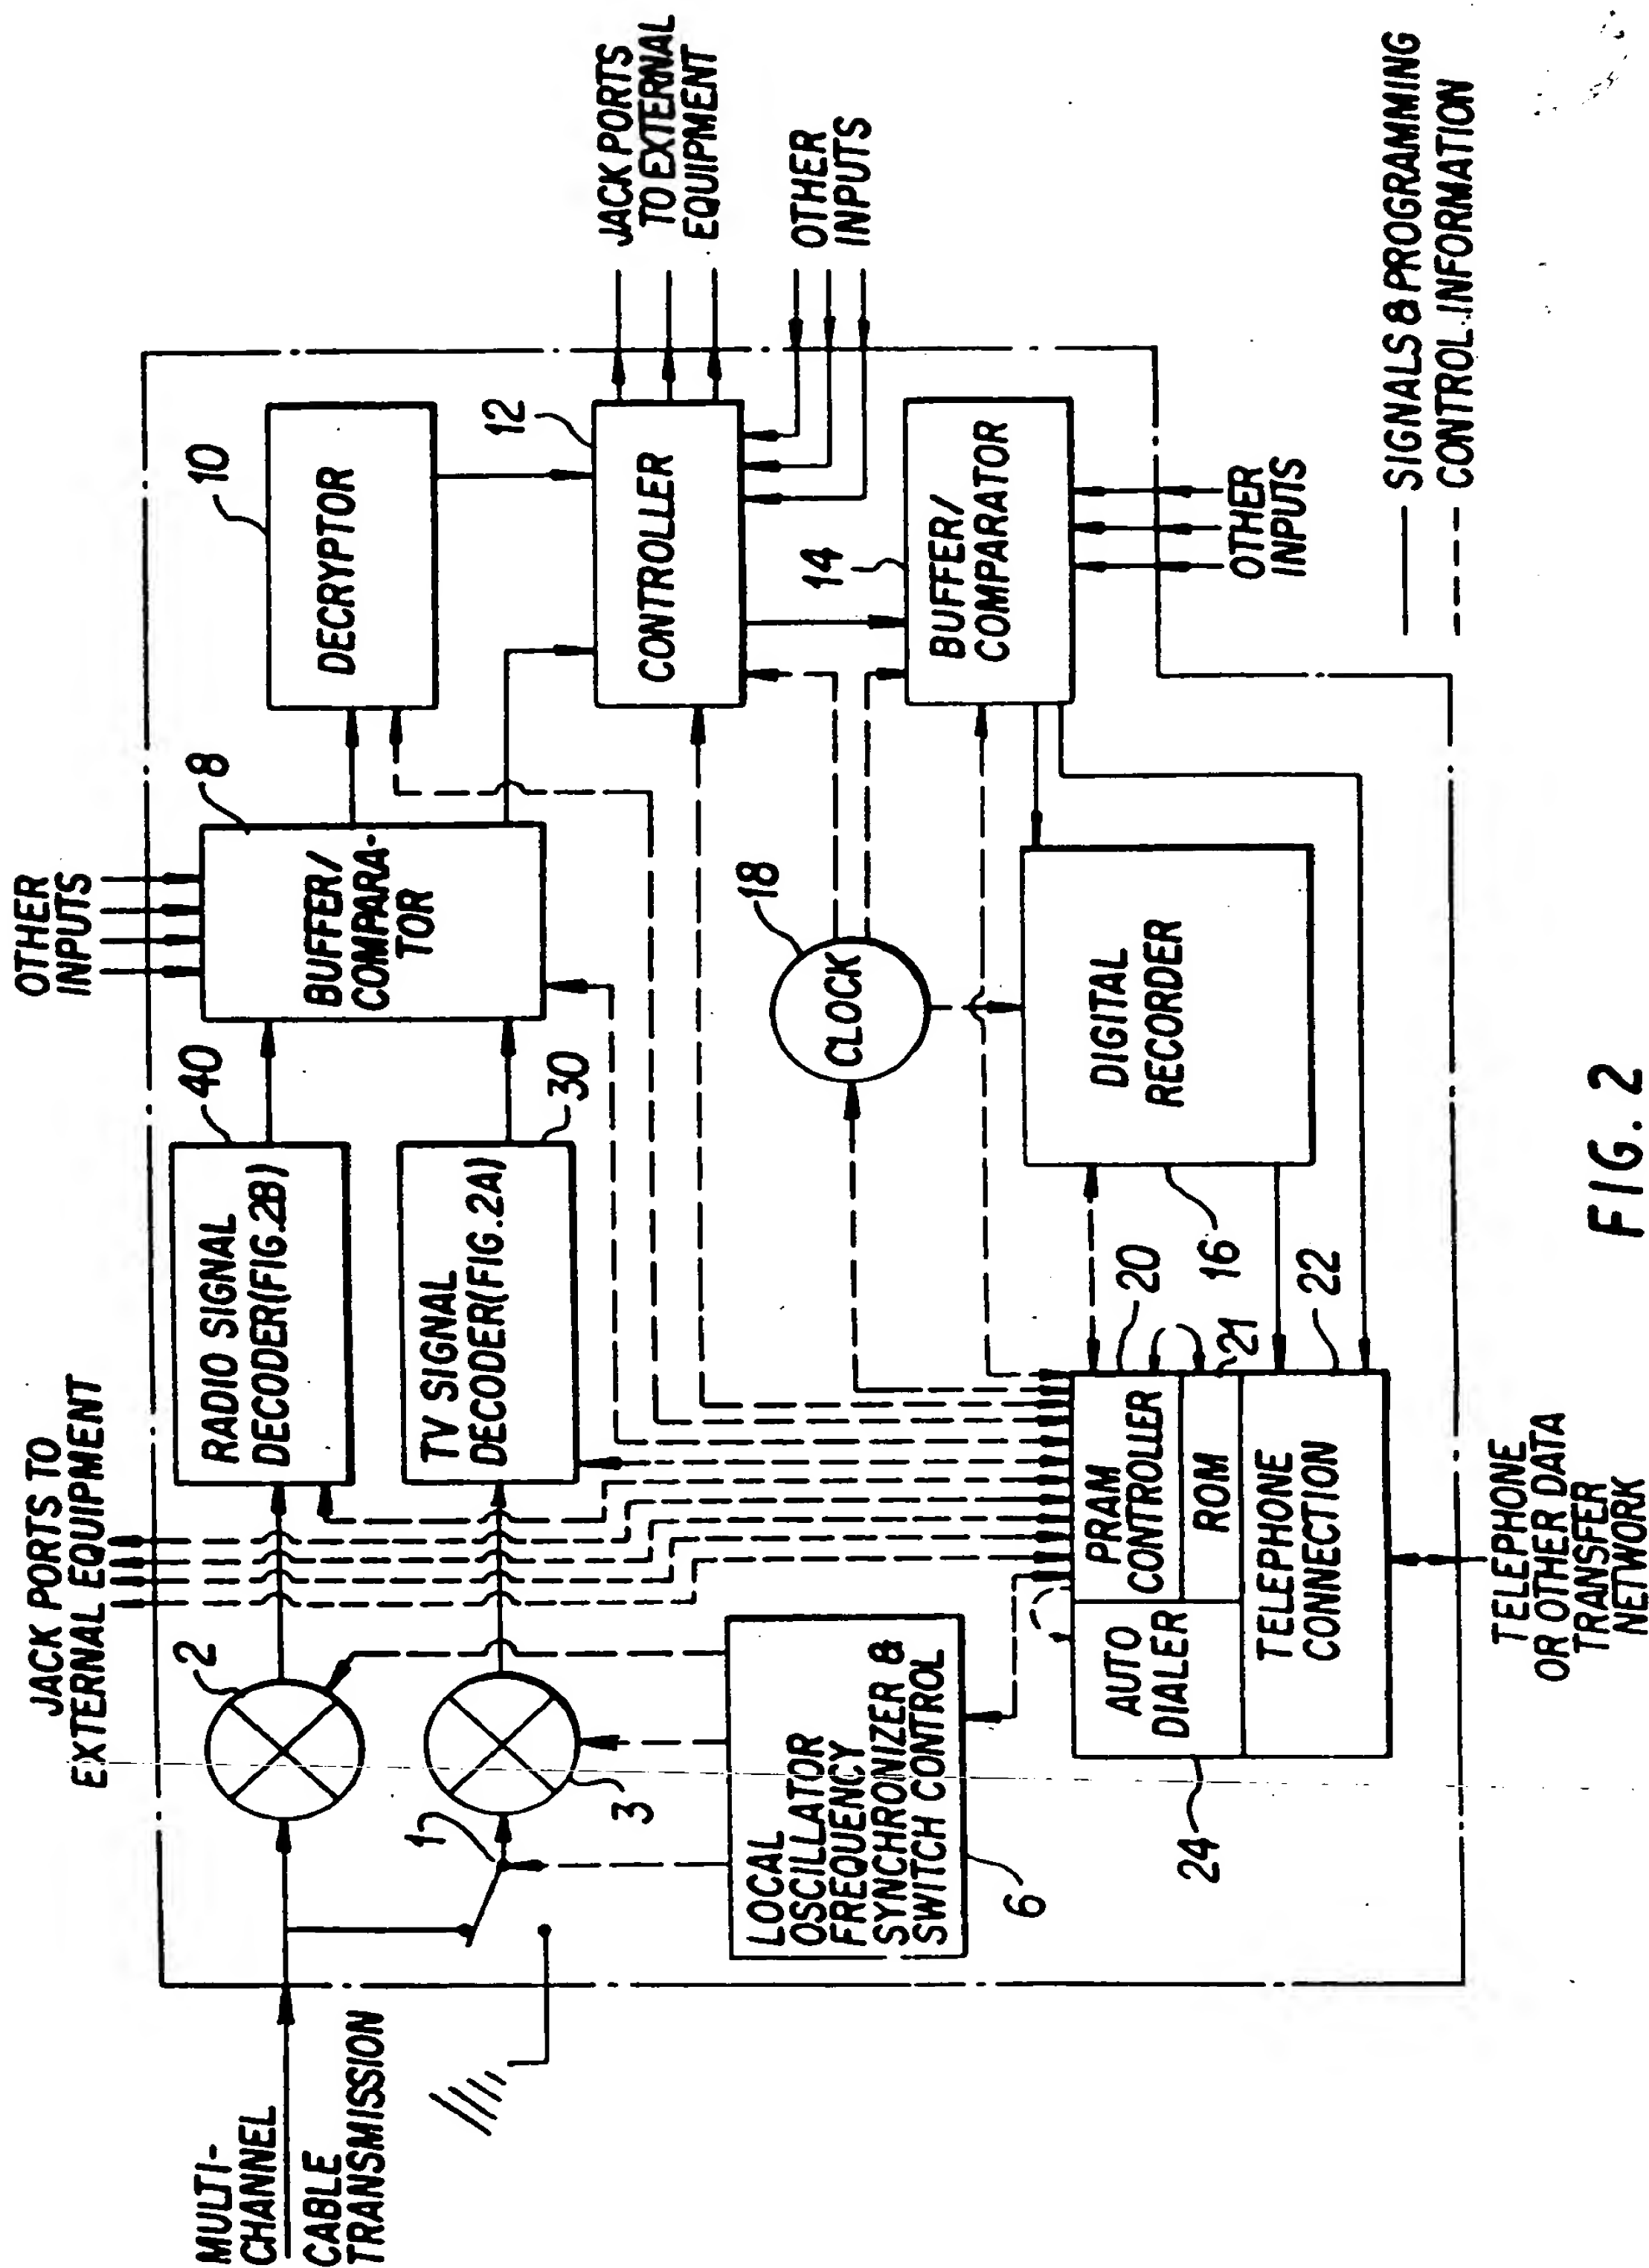 OTHER
INPUTS
JACK PORTS TO
EXTERNAL EQUIPMENT
MULTI-
CHANNEL
CABLE
TRANSMISSION
2
RADIO SIGNAL
DECODER(FIG.2B)
40
8
BUFFER/
COMPARA-
TOR
10
DECRYPTOR
1
3
TV SIGNAL
DECODER(FIG.2A)
30
12
CONTROLLER
JACK PORTS
TO EXTERNAL
EQUIPMENT
OTHER
INPUTS
LOCAL
OSCILLATOR
FREQUENCY
SYNCHRONIZER &
SWITCH CONTROL
6
18
CLOCK
14
BUFFER/
COMPARATOR
OTHER
INPUTS
24
AUTO
DIALER
PRAM
CONTROLLER
20
ROM
21
TELEPHONE
CONNECTION
22
16
DIGITAL
RECORDER
TELEPHONE
OR OTHER DATA
TRANSFER
NETWORK
SIGNALS & PROGRAMMING
CONTROL INFORMATION
FIG. 2